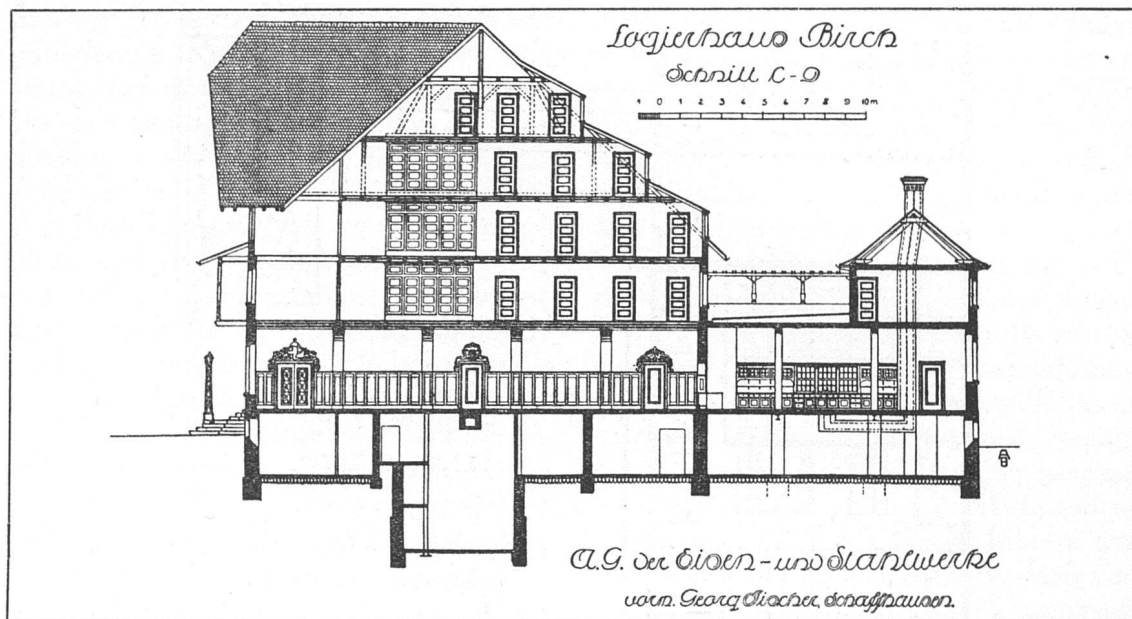 Logierhaus Birch
Schnitt C-D
1 0 1 2 3 4 5 6 7 8 9 10m
A.G. der Eisen- und Stahlwerke
vorm. Georg Fischer, Schaffhausen.